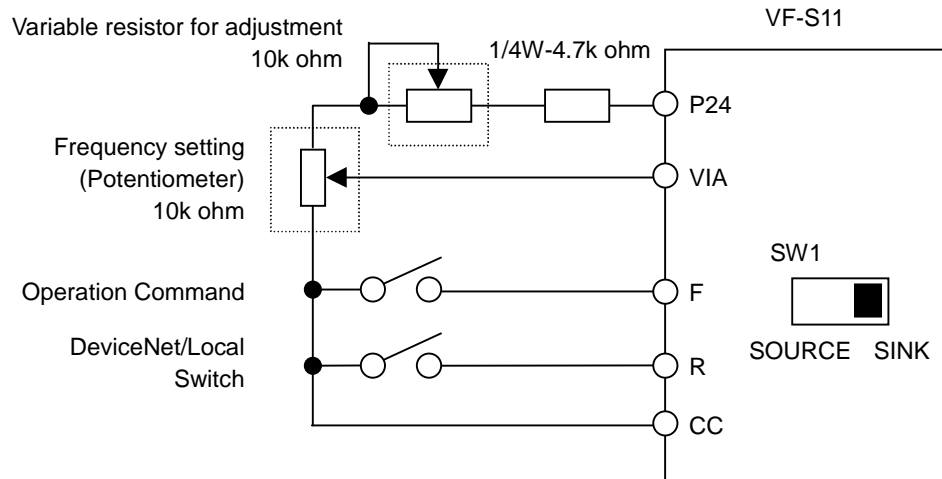 VF-S11
Variable resistor for adjustment
10k ohm
1/4W-4.7k ohm
P24
Frequency setting
(Potentiometer)
10k ohm
VIA
SW1
Operation Command
F
DeviceNet/Local
Switch
R
SOURCE SINK
CC